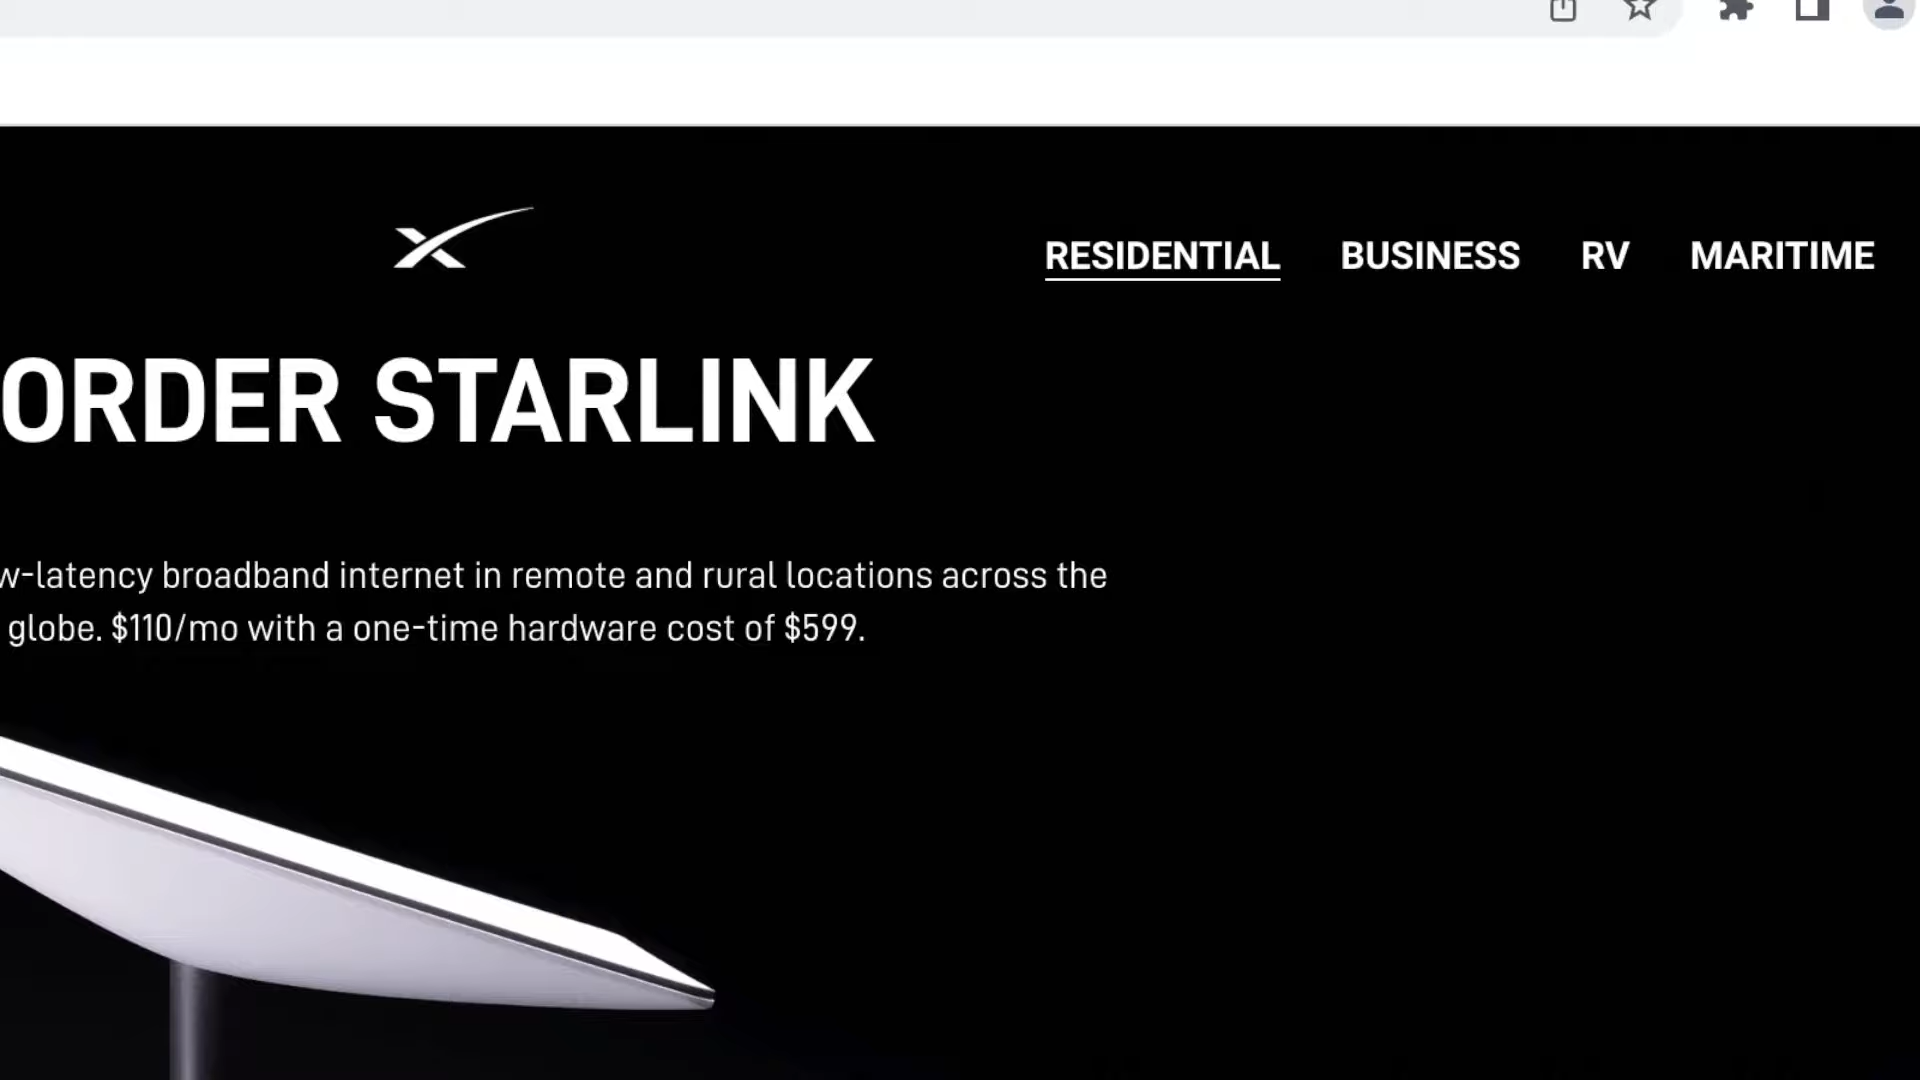 RESIDENTIAL BUSINESS RV MARITIME
ORDER STARLINK
w-latency broadband internet in remote and rural locations across the
globe. $110/mo with a one-time hardware cost of $599.